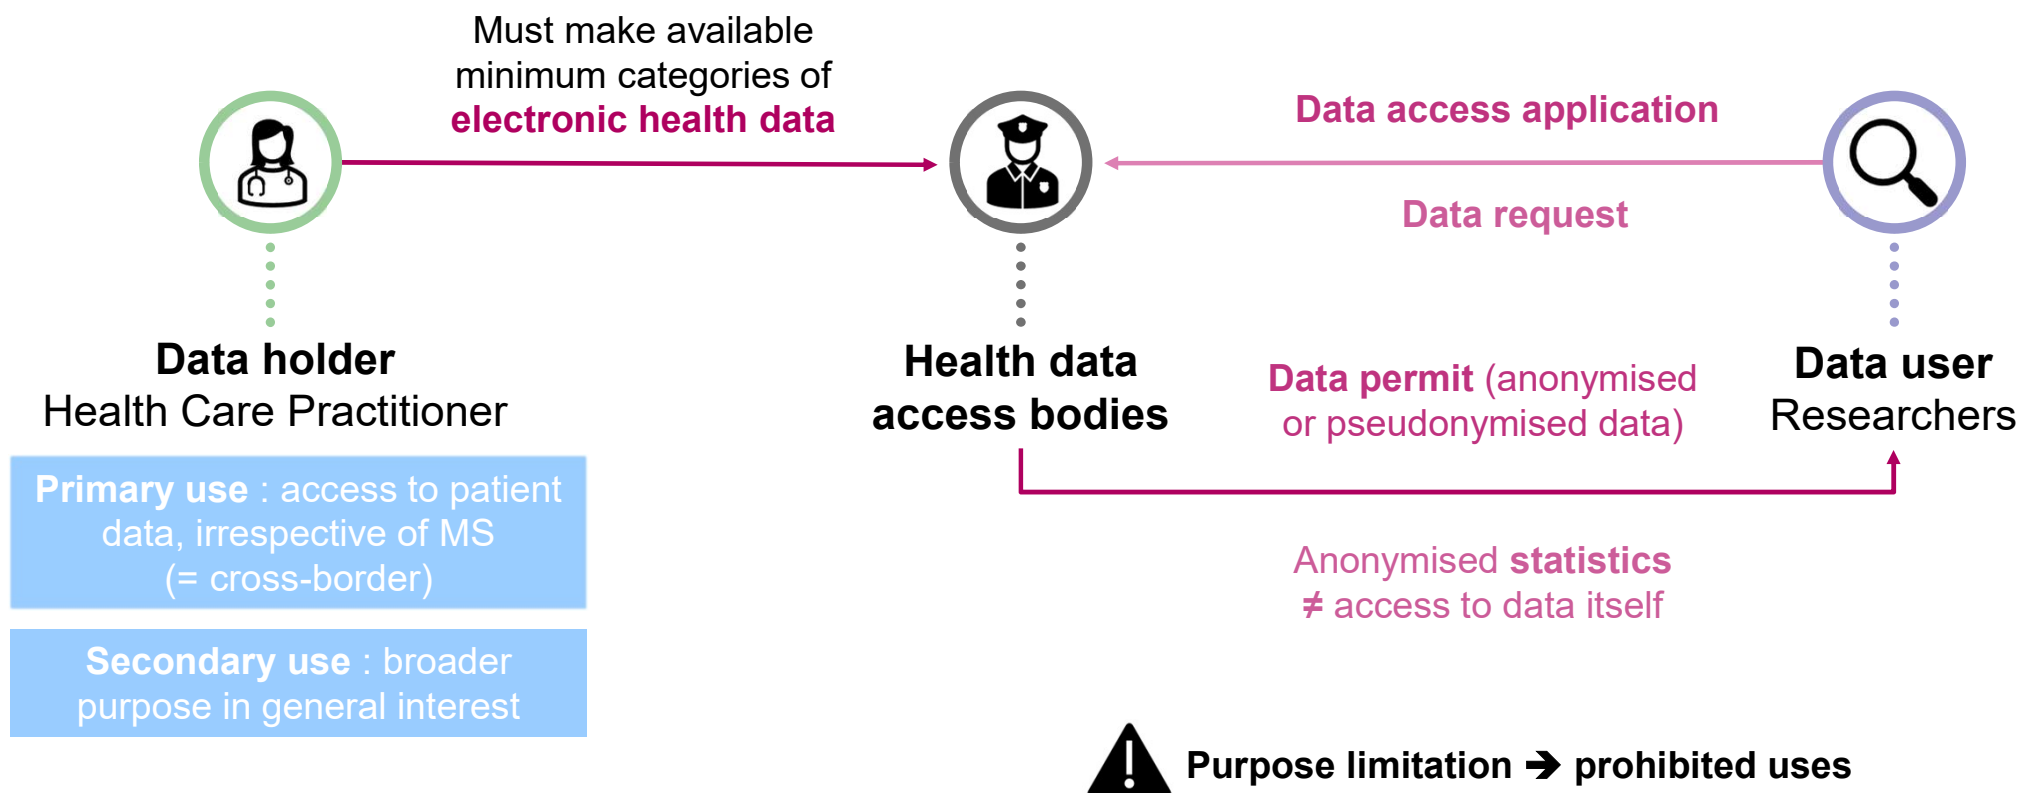 Must make available
minimum categories of
electronic health data
Data access application
Data request
Data holder
Health Care Practitioner
Health data
access bodies
Data permit (anonymised
or pseudonymised data)
Data user
Researchers
Primary use : access to patient
data, irrespective of MS
(= cross-border)
Anonymised statistics
≠ access to data itself
Secondary use : broader
purpose in general interest
Purpose limitation ➔ prohibited uses